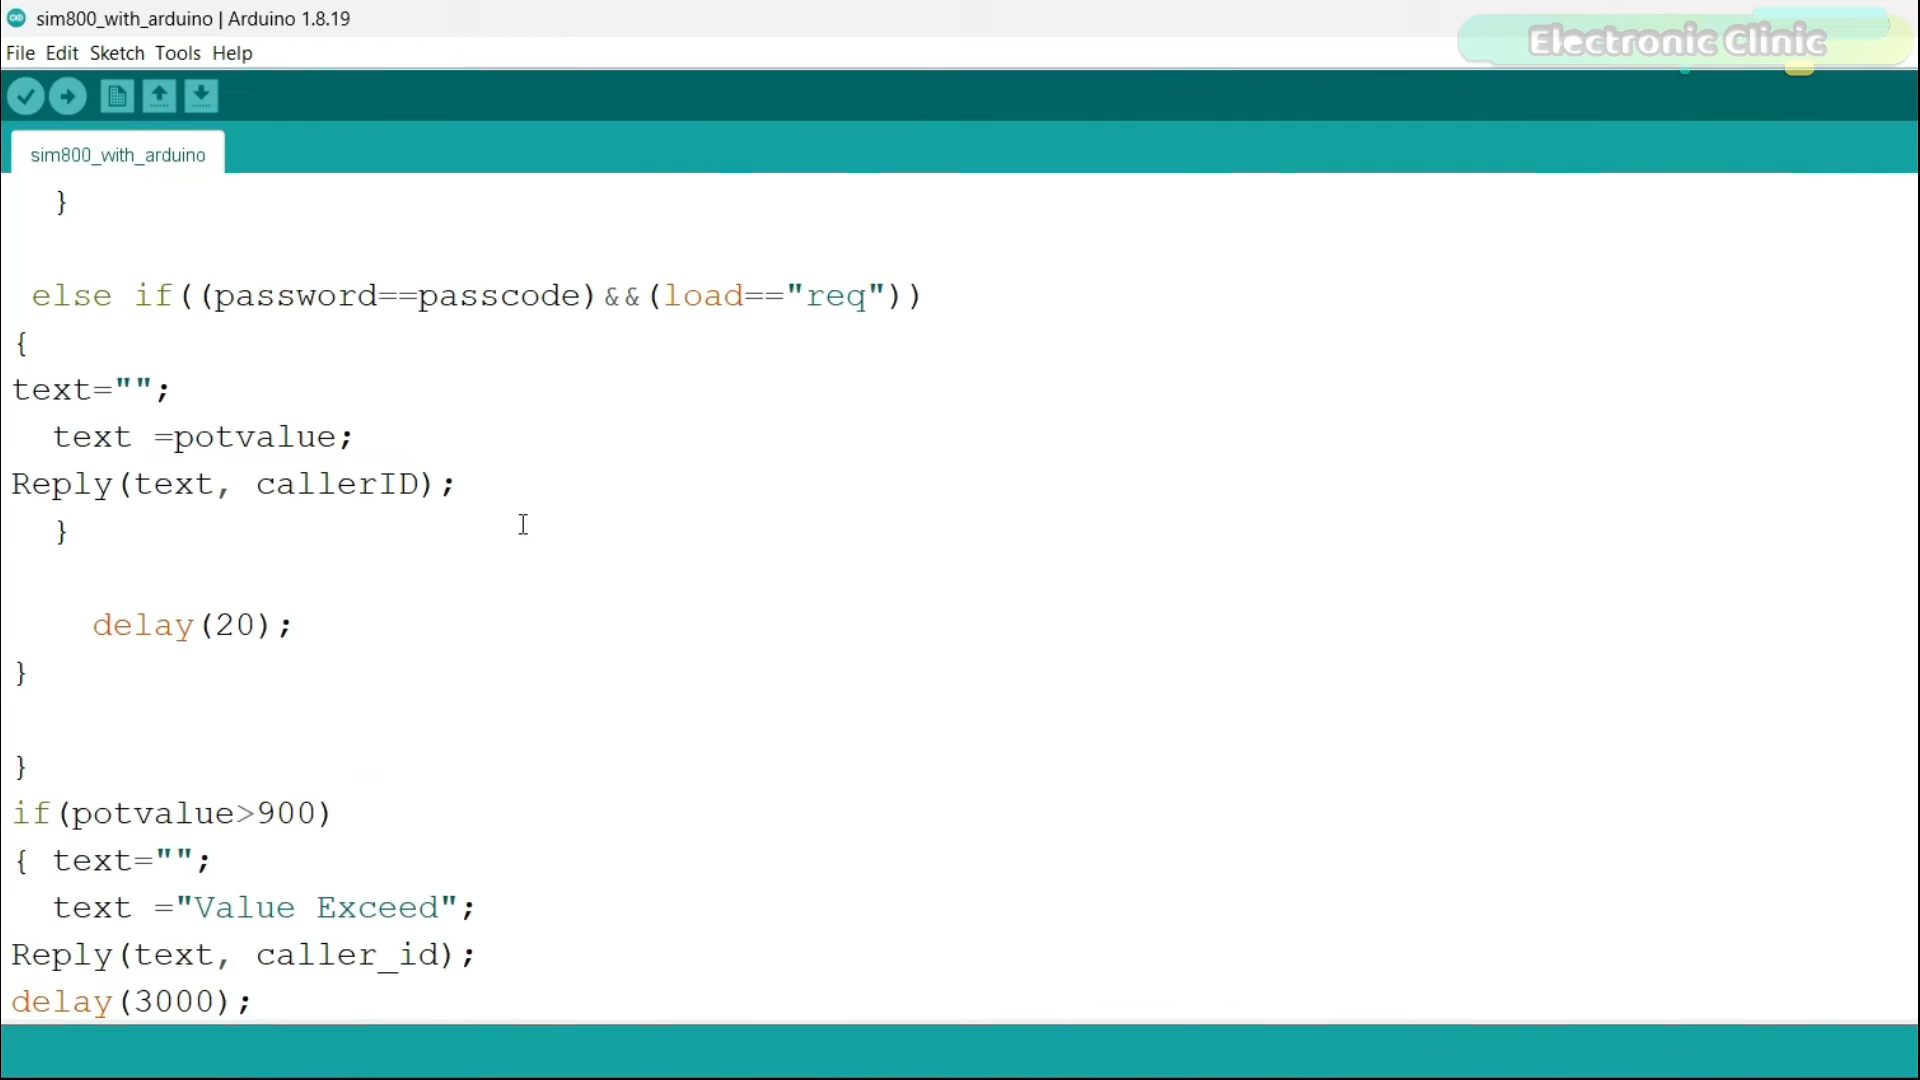 sim800_with_arduino | Arduino 1.8.19
Electronic Clinic
File Edit Sketch Tools Help
sim800_with_arduino
}
else if((password==passcode)&&(load=="req"))
{
text="";
text =potvalue;
Reply(text, callerID);
}
delay(20);
}
}
if(potvalue>900)
{ text="";
text ="Value Exceed";
Reply(text, caller_id);
delay(3000);